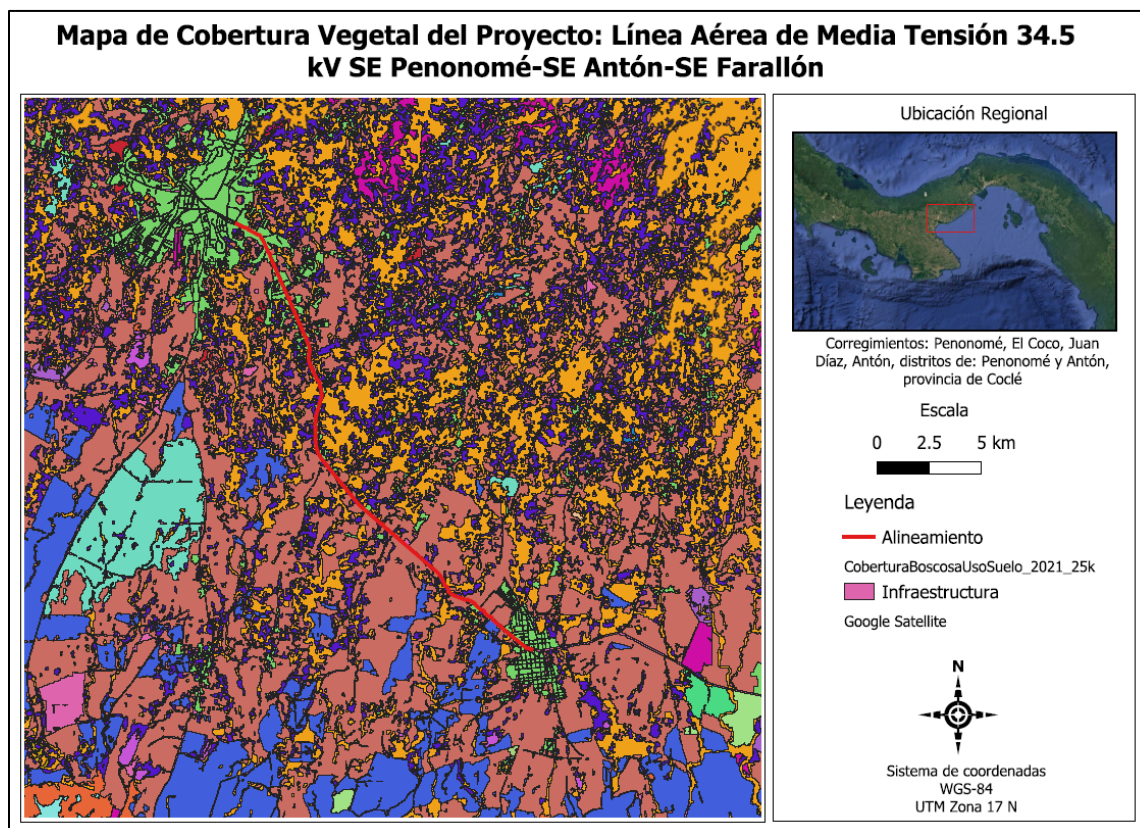 Mapa de Cobertura Vegetal del Proyecto: Línea Aérea de Media Tensión 34.5
kV SE Penonomé-SE Antón-SE Farallón
Ubicación Regional
Corregimientos: Penonomé, El Coco, Juan
Díaz, Antón, distritos de: Penonomé y Antón,
provincia de Coclé
Escala
0 2.5 5 km
Leyenda
Alineamiento
CoberturaBoscosaUsoSuelo_2021_25k
Infraestructura
Google Satellite
N
Sistema de coordenadas
WGS-84
UTM Zona 17 N